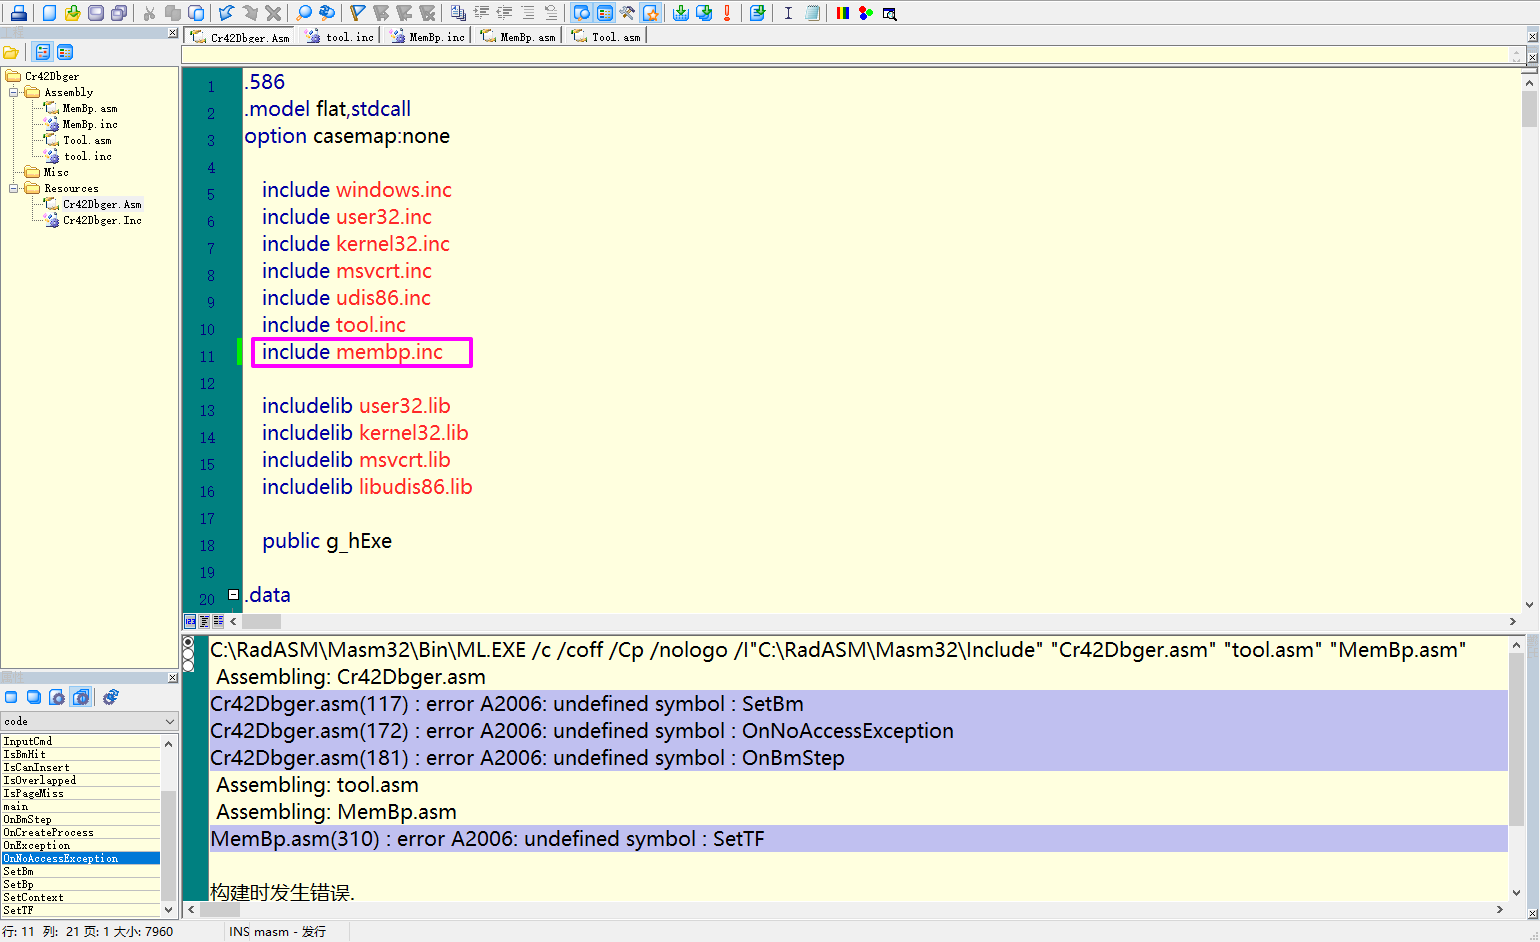 Cr42Dbger.Asm
tool.inc
MemBp.inc
MemBp.asm
Tool.asm
Cr42Dbger
Assembly
MemBp.asm
MemBp.inc
Tool.asm
tool.inc
Misc
Resources
Cr42Dbger.Asm
Cr42Dbger.Inc
1 .586
2 .model flat,stdcall
3 option casemap:none
4
5 include windows.inc
6 include user32.inc
7 include kernel32.inc
8 include msvcrt.inc
9 include udis86.inc
10 include tool.inc
11 include membp.inc
12
13 includelib user32.lib
14 includelib kernel32.lib
15 includelib msvcrt.lib
16 includelib libudis86.lib
17
18 public g_hExe
19
20 .data
code
InputCmd
IsBmHit
IsCanInsert
IsOverlapped
IsPageMiss
main
OnBmStep
OnCreateProcess
OnException
OnNoAccessException
SetBm
SetBp
SetContext
SetTF
C:\RadASM\Masm32\Bin\ML.EXE /c /coff /Cp /nologo /I"C:\RadASM\Masm32\Include" "Cr42Dbger.asm" "tool.asm" "MemBp.asm"
Assembling: Cr42Dbger.asm
Cr42Dbger.asm(117) : error A2006: undefined symbol : SetBm
Cr42Dbger.asm(172) : error A2006: undefined symbol : OnNoAccessException
Cr42Dbger.asm(181) : error A2006: undefined symbol : OnBmStep
Assembling: tool.asm
Assembling: MemBp.asm
MemBp.asm(310) : error A2006: undefined symbol : SetTF
构建时发生错误.
行: 11 列: 21 页: 1 大小: 7960
INS masm - 发行